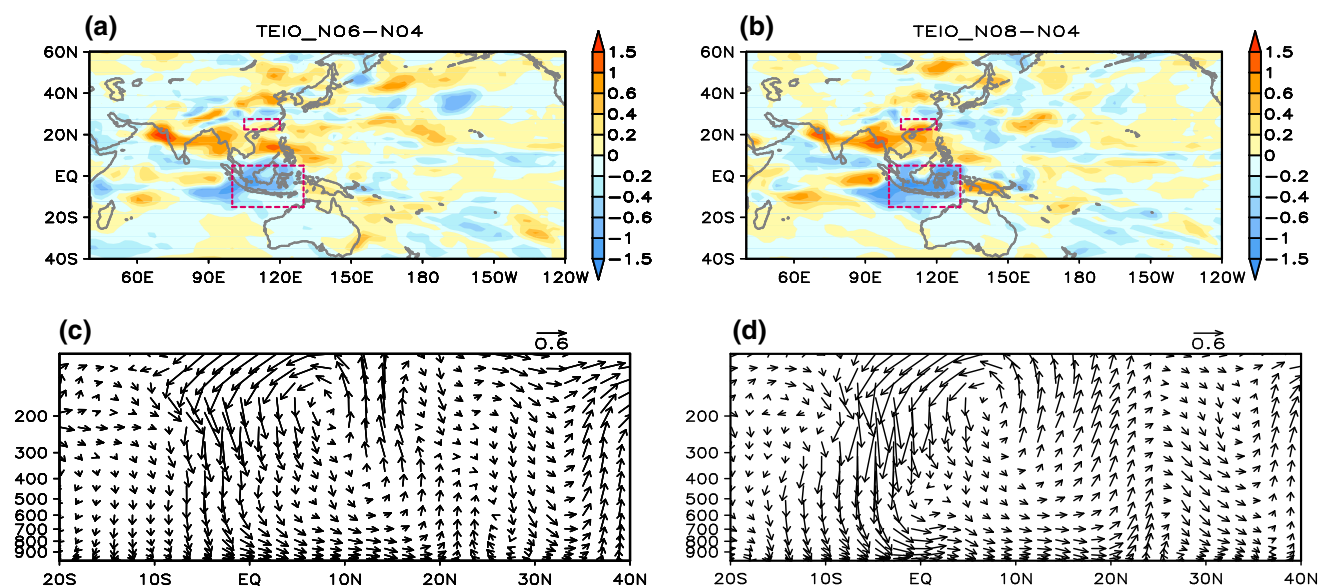 (a) TEIO_N06−N04
60N
40N
20N
EQ
20S
40S
60E 90E 120E 150E 180 150W 120W
1.5
1
0.6
0.4
0.2
0
−0.2
−0.4
−0.6
−1
−1.5
(b) TEIO_N08−N04
60N
40N
20N
EQ
20S
40S
60E 90E 120E 150E 180 150W 120W
1.5
1
0.6
0.4
0.2
0
−0.2
−0.4
−0.6
−1
−1.5
(c)
0.6
200
300
400
500
600
700
800
900
20S 10S EQ 10N 20N 30N 40N
(d)
0.6
200
300
400
500
600
700
800
900
20S 10S EQ 10N 20N 30N 40N